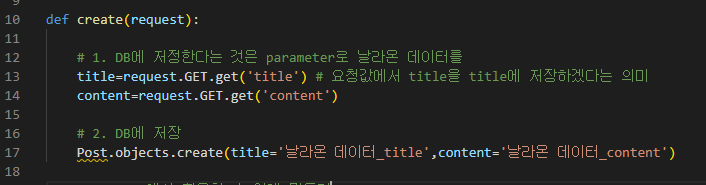 10 def create(request):
11
12 # 1. DB에 저정한다는 것은 parameter로 날라온 데이터를
13 title=request.GET.get('title') # 요청값에서 title을 title에 저장하겠다는 의미
14 content=request.GET.get('content')
15
16 # 2. DB에 저장
17 Post.objects.create(title='날라온 데이터_title',content='날라온 데이터_content')
18